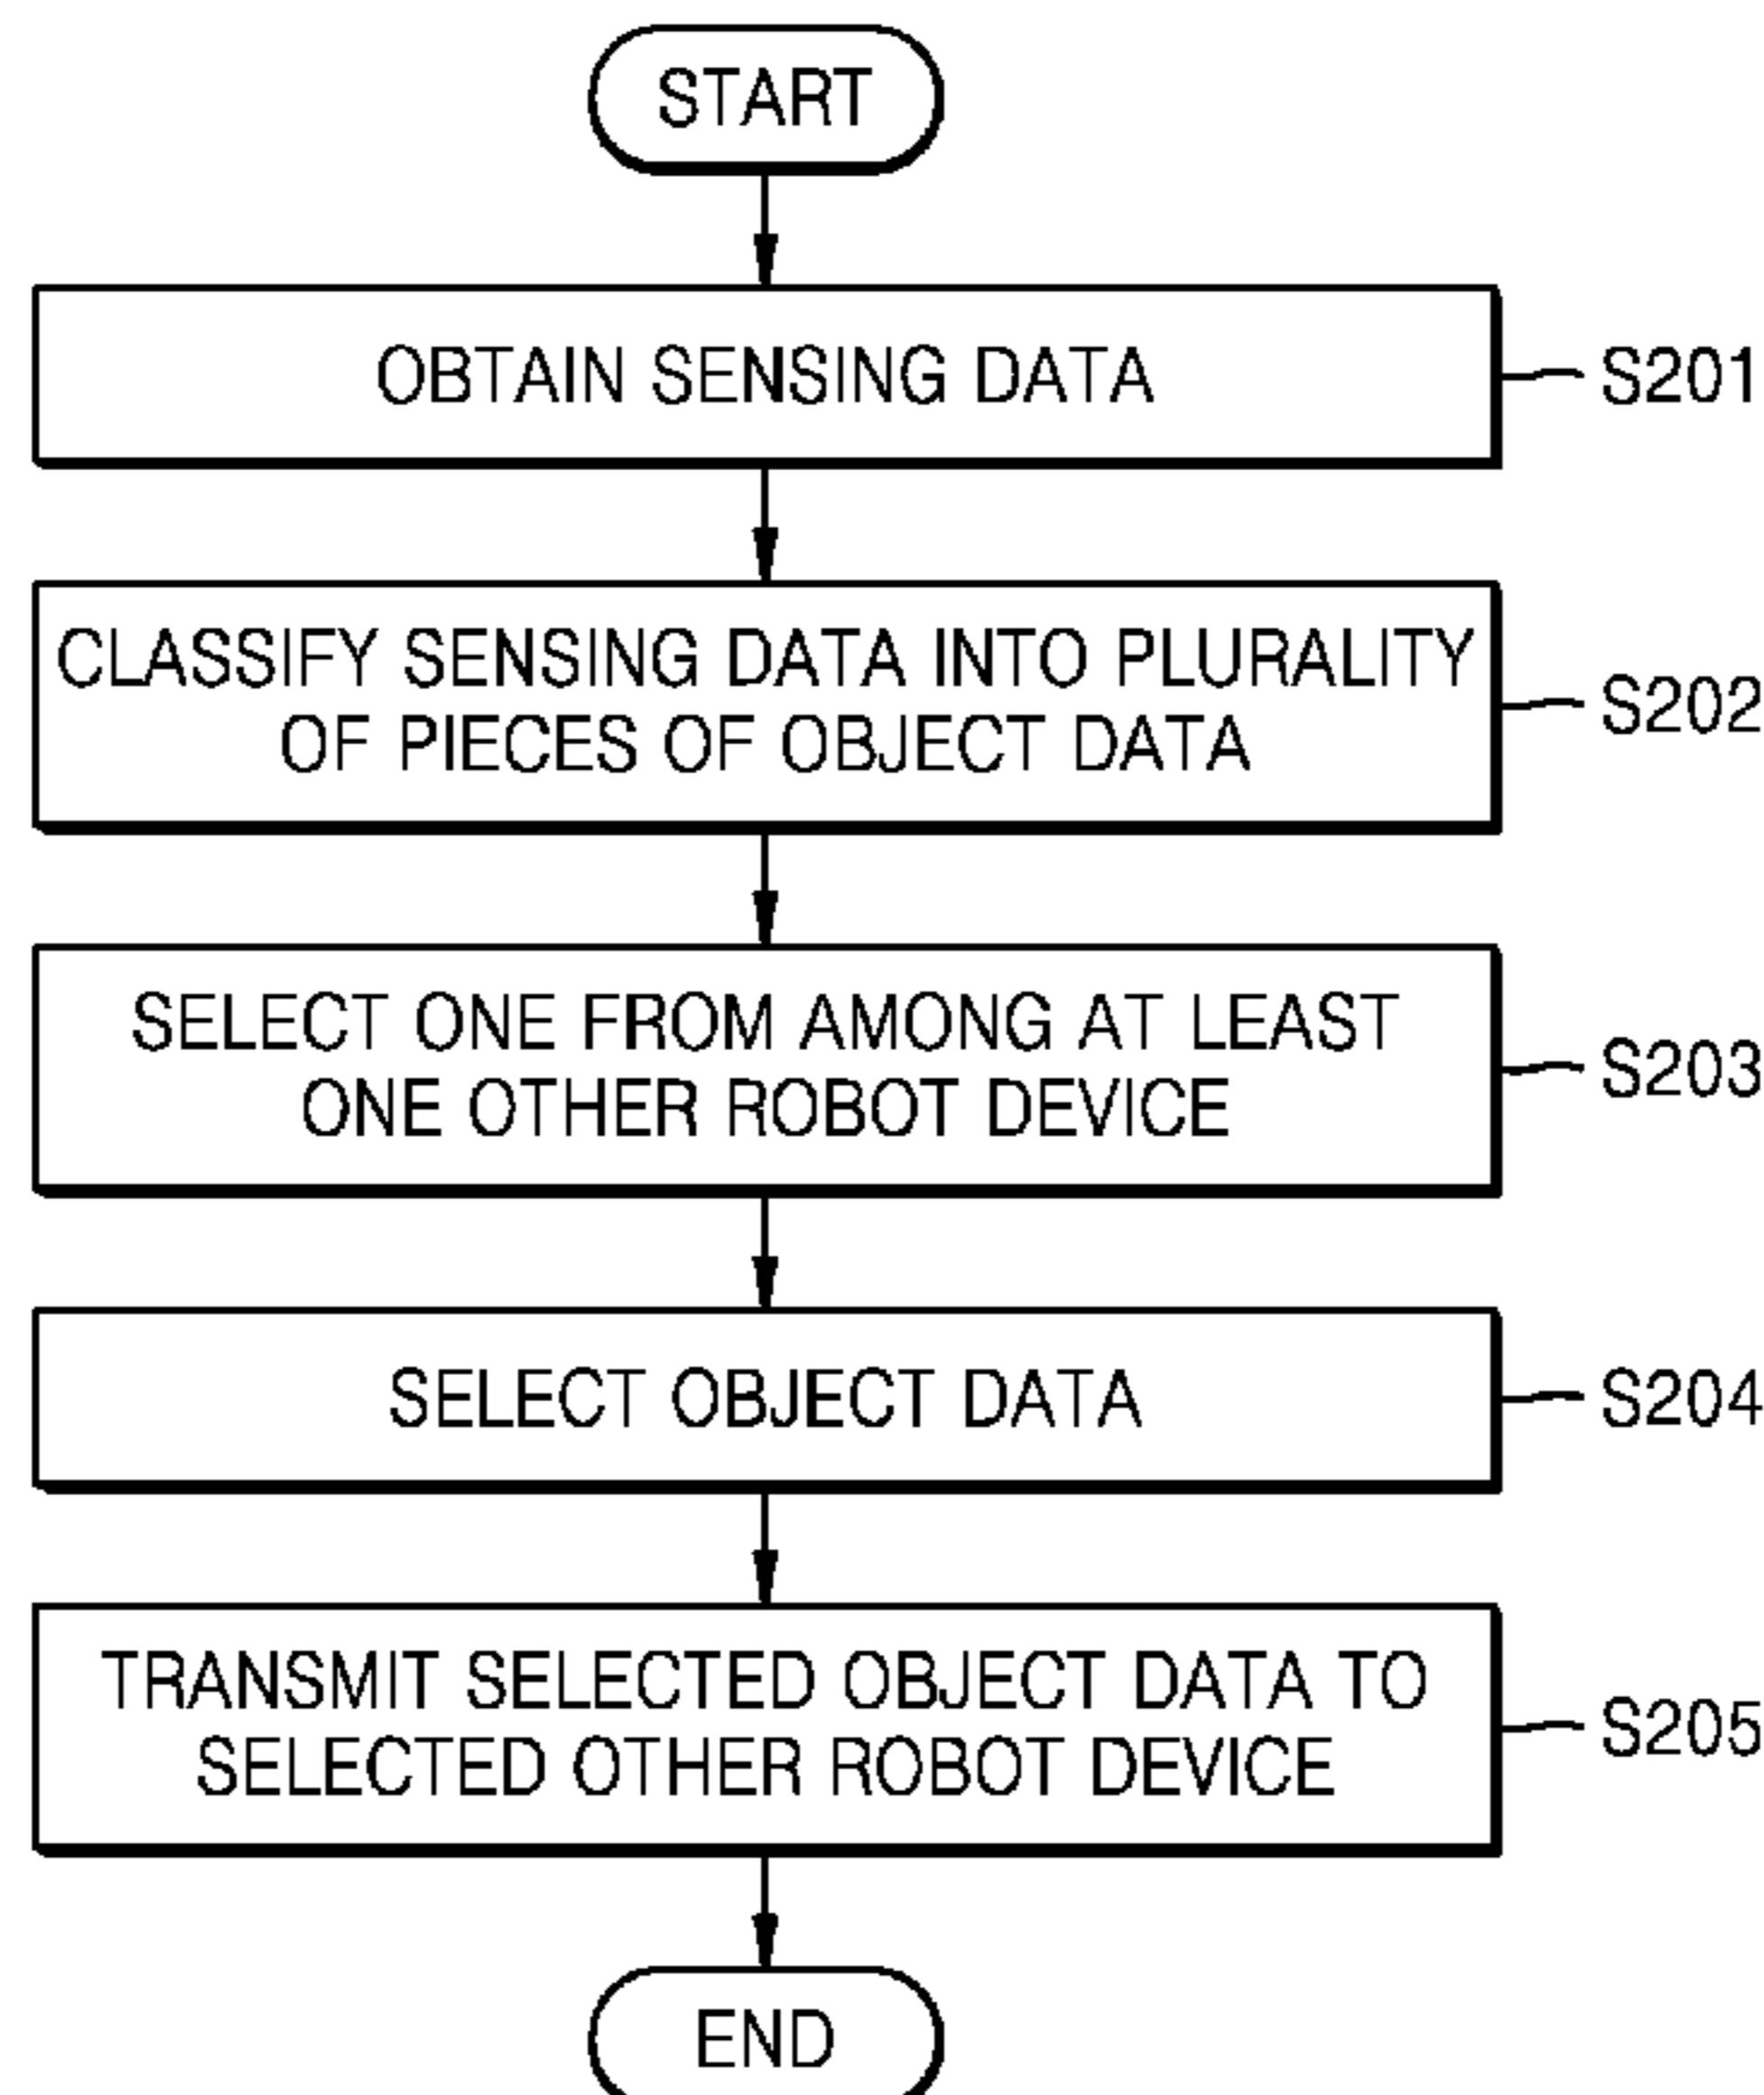 START
OBTAIN SENSING DATA
S201
CLASSIFY SENSING DATA INTO PLURALITY
OF PIECES OF OBJECT DATA
S202
SELECT ONE FROM AMONG AT LEAST
ONE OTHER ROBOT DEVICE
S203
SELECT OBJECT DATA
S204
TRANSMIT SELECTED OBJECT DATA TO
SELECTED OTHER ROBOT DEVICE
S205
END